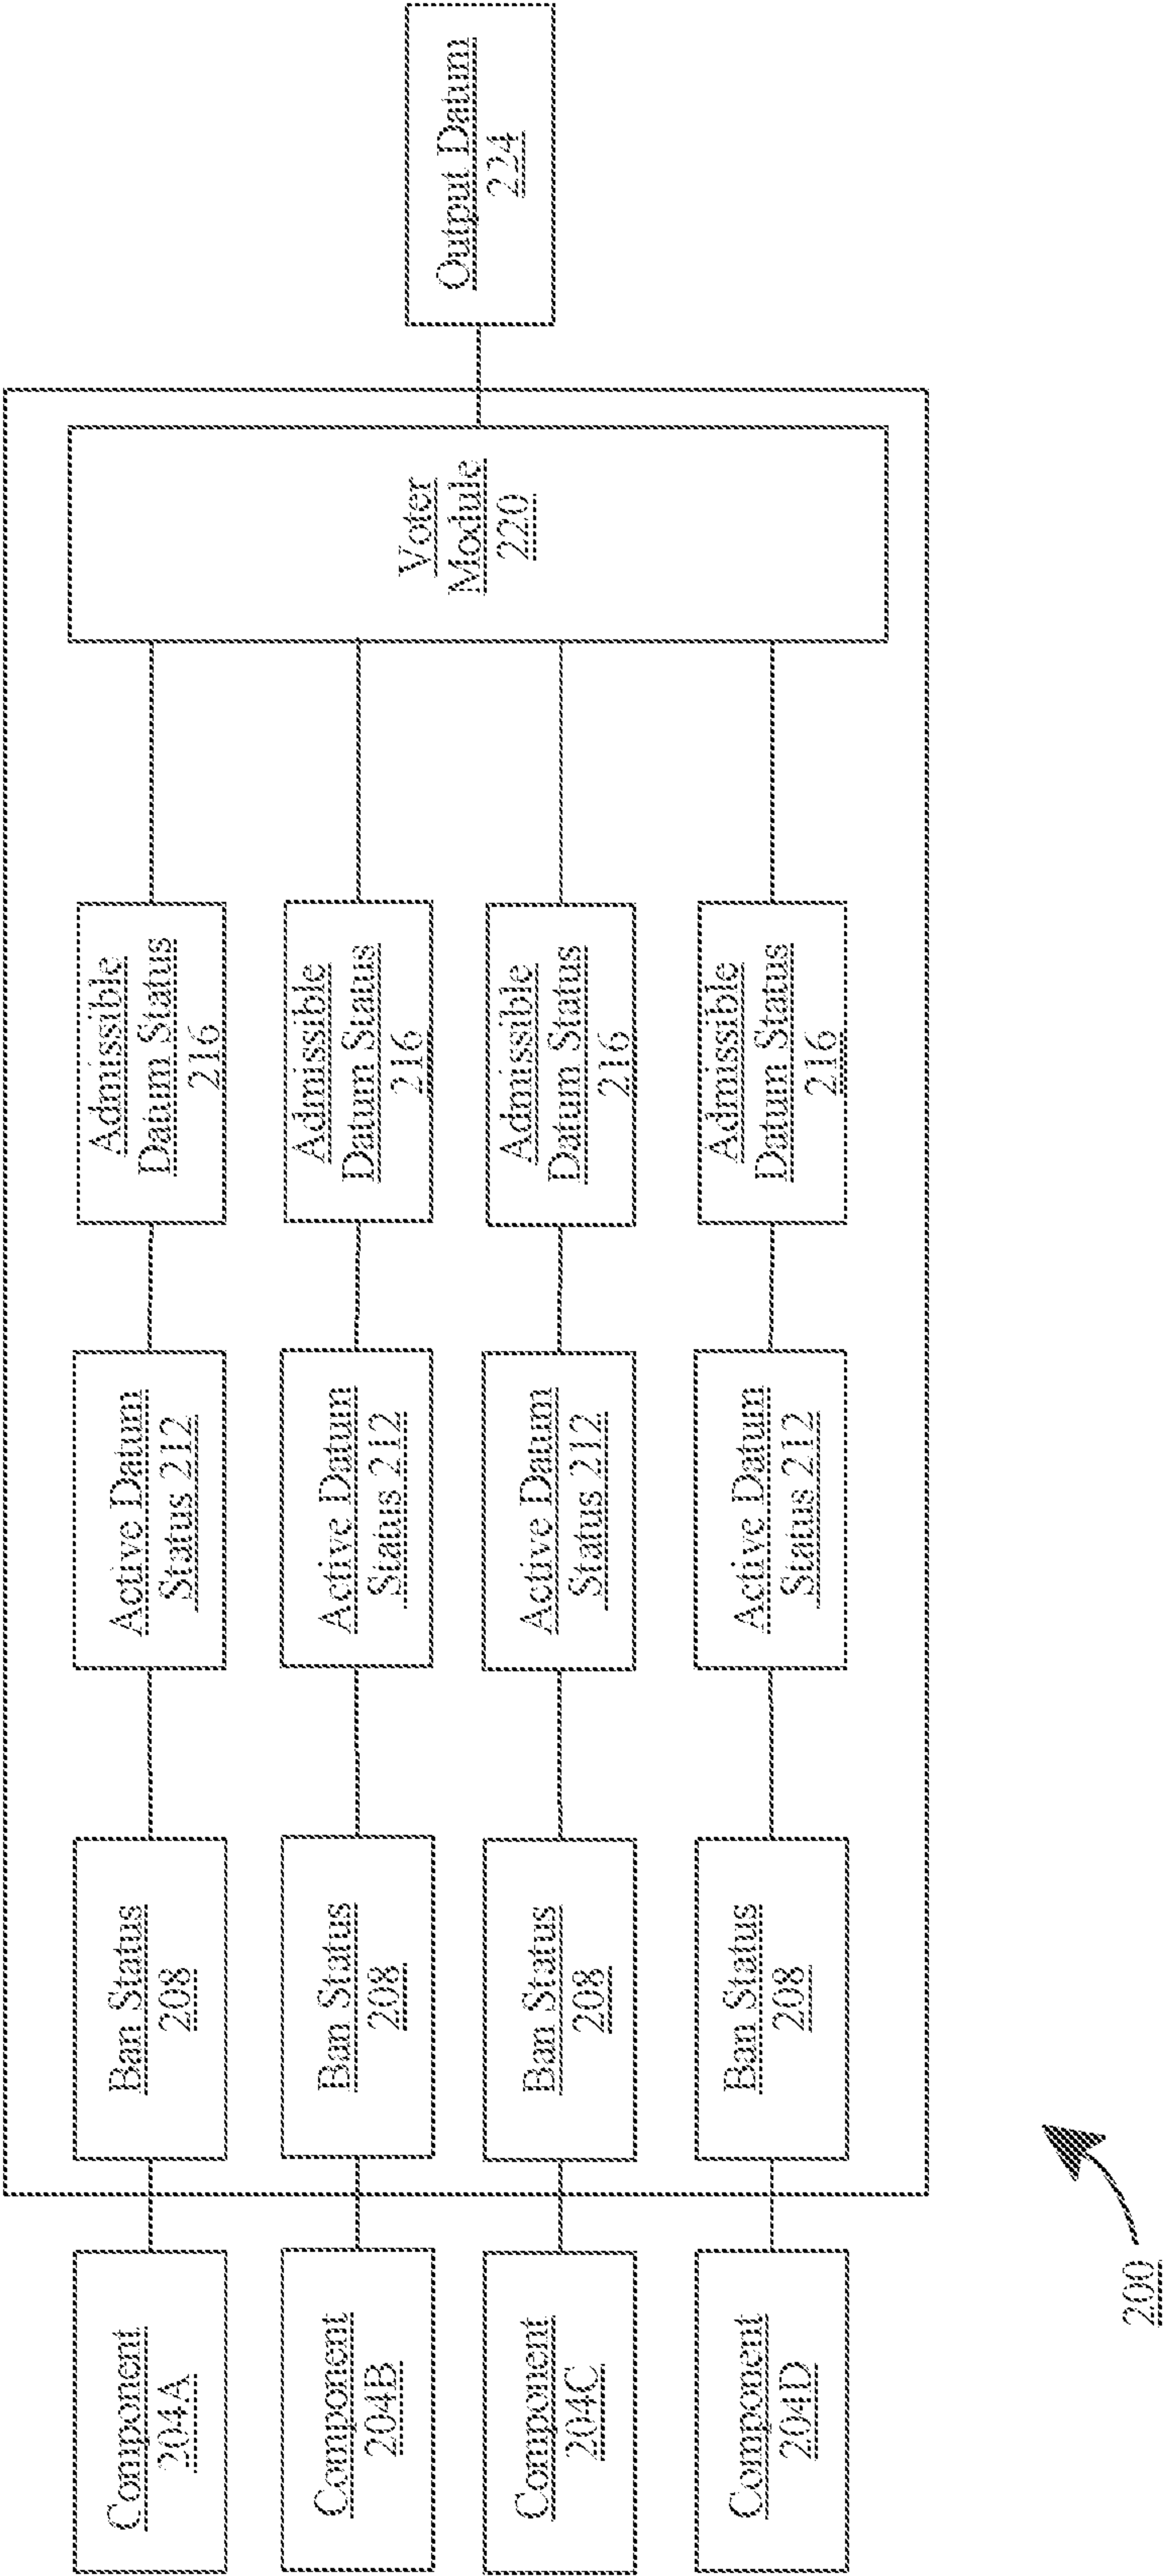 Component
204A
Ban Status
208
Active Datum
Status 212
Admissible
Datum Status
216
Component
204B
Ban Status
208
Active Datum
Status 212
Admissible
Datum Status
216
Component
204C
Ban Status
208
Active Datum
Status 212
Admissible
Datum Status
216
Component
204D
Ban Status
208
Active Datum
Status 212
Admissible
Datum Status
216
Voter
Module
220
Output Datum
224
200